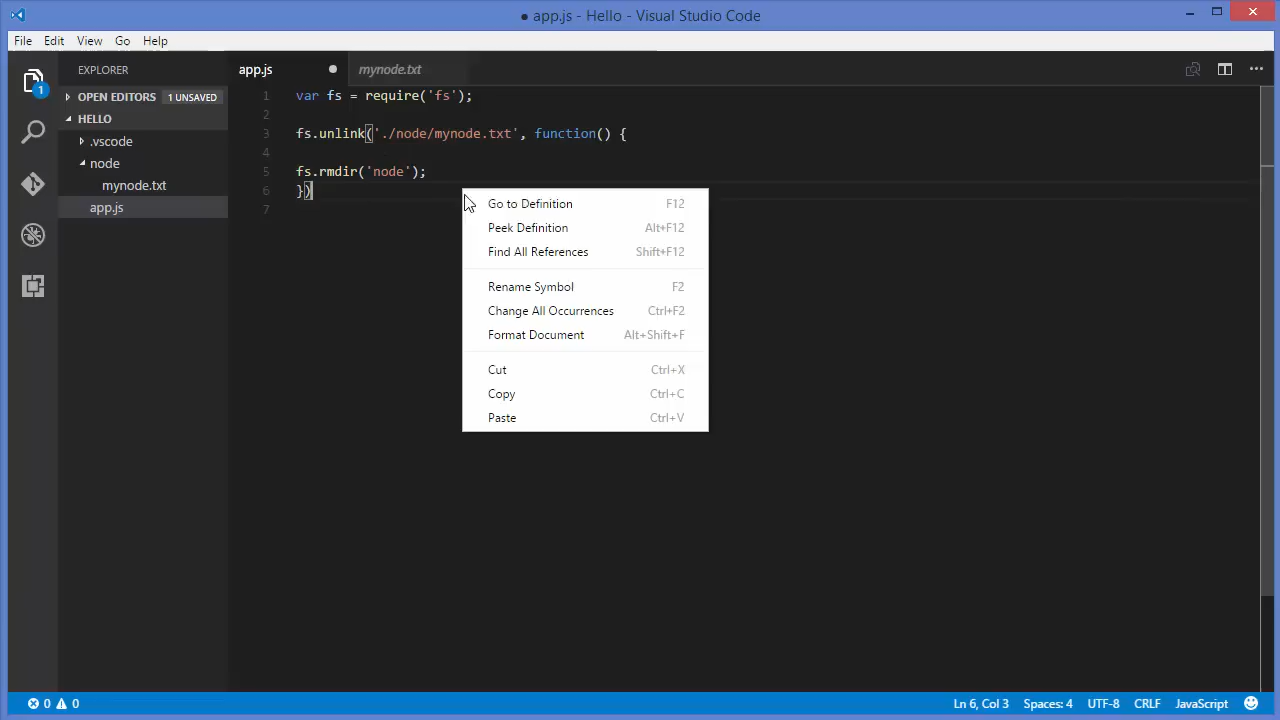 ● app.js - Hello - Visual Studio Code
File Edit View Go Help
EXPLORER
app.js
mynode.txt
1
OPEN EDITORS 1 UNSAVED
HELLO
.vscode
node
mynode.txt
app.js
1 var fs = require('fs');
2
3 fs.unlink('./node/mynode.txt', function() {
4
5 fs.rmdir('node');
6 })
7
Go to Definition F12
Peek Definition Alt+F12
Find All References Shift+F12
Rename Symbol F2
Change All Occurrences Ctrl+F2
Format Document Alt+Shift+F
Cut Ctrl+X
Copy Ctrl+C
Paste Ctrl+V
0 0 Ln 6, Col 3 Spaces: 4 UTF-8 CRLF JavaScript